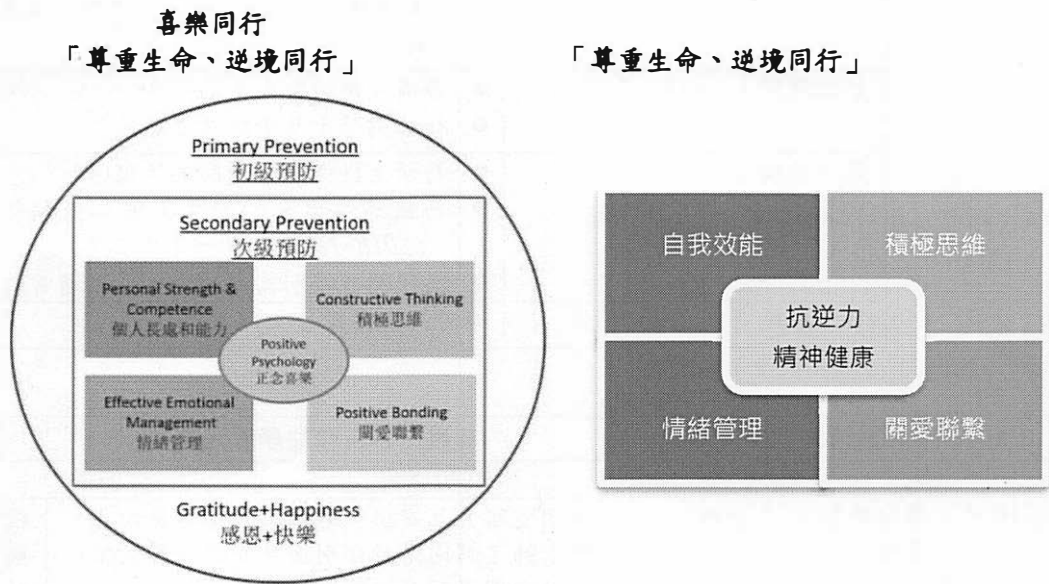 喜樂同行
「尊重生命、逆境同行」
Primary Prevention
初級預防
Secondary Prevention
次級預防
Personal Strength &
Competence
個人長處和能力
Constructive Thinking
積極思維
Positive
Psychology
正念喜樂
Effective Emotional
Management
情緒管理
Positive Bonding
關愛聯繫
Gratitude+Happiness
感恩+快樂
「尊重生命、逆境同行」
自我效能
積極思維
抗逆力
精神健康
情緒管理
關愛聯繫